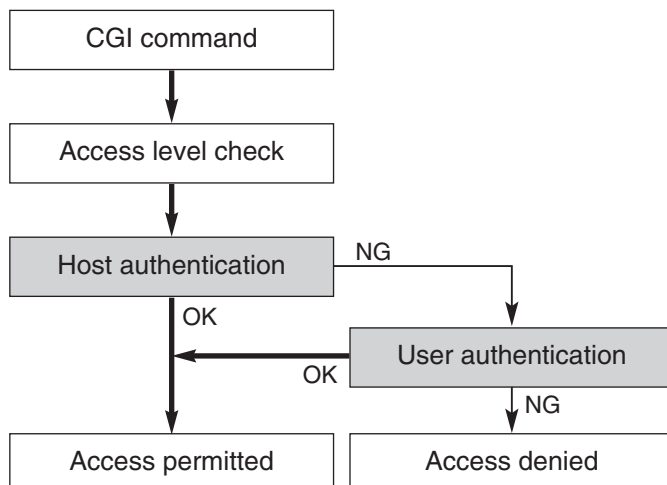 CGI command
Access level check
Host authentication
NG
OK
User authentication
OK
NG
Access permitted
Access denied